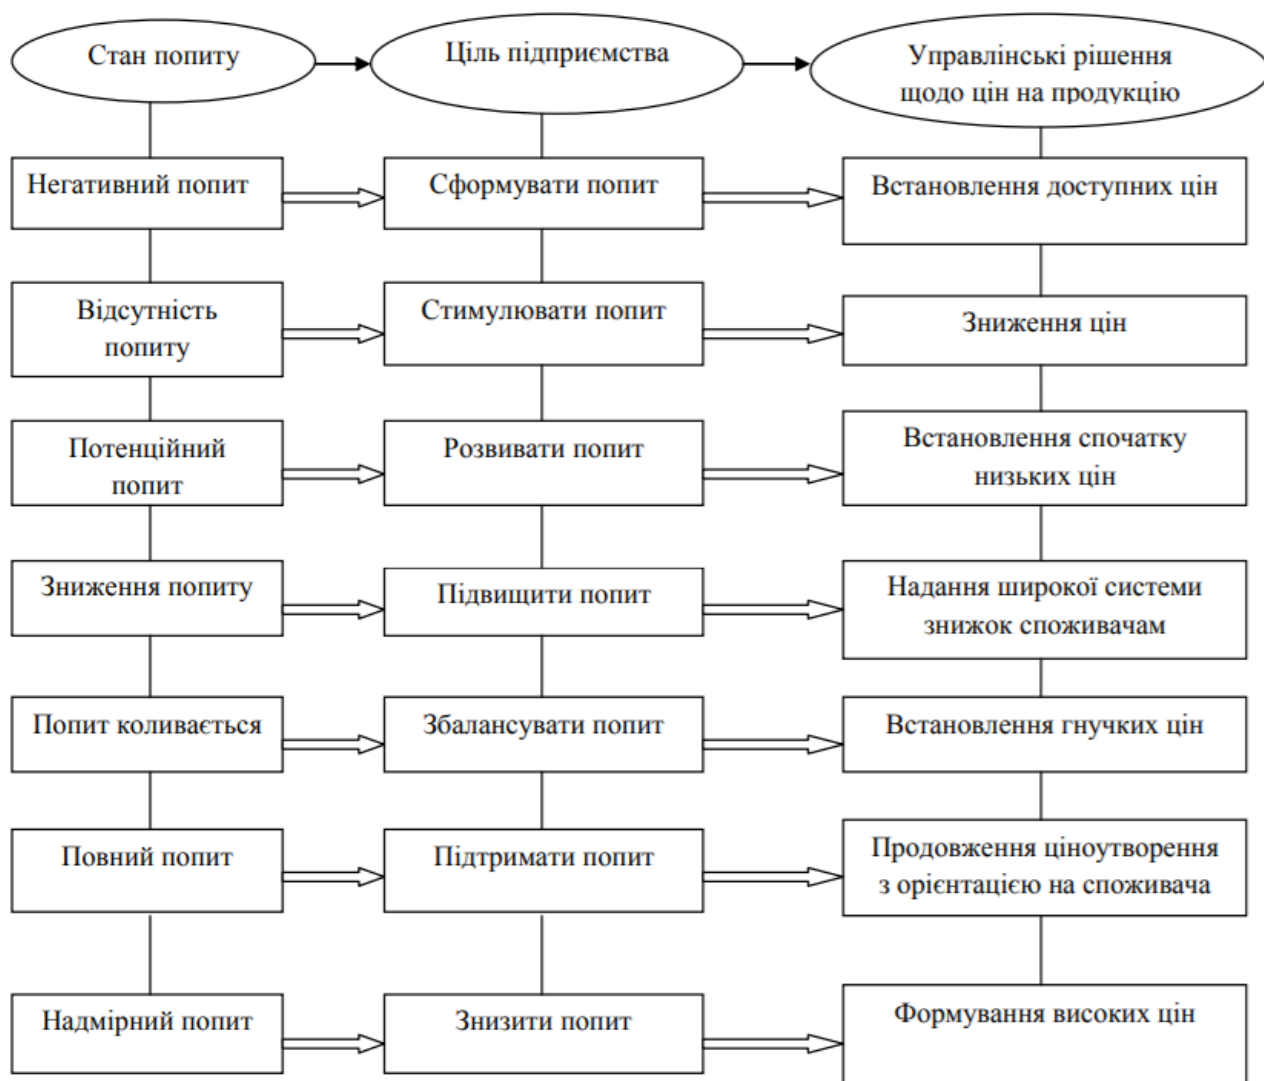 Стан попиту
Ціль підприємства
Управлінські рішення
щодо цін на продукцію
Негативний попит
Сформувати попит
Встановлення доступних цін
Відсутність
попиту
Стимулювати попит
Зниження цін
Потенційний
попит
Розвивати попит
Встановлення спочатку
низьких цін
Зниження попиту
Підвищити попит
Надання широкої системи
знижок споживачам
Попит коливається
Збалансувати попит
Встановлення гнучких цін
Повний попит
Підтримати попит
Продовження ціноутворення
з орієнтацією на споживача
Надмірний попит
Знизити попит
Формування високих цін